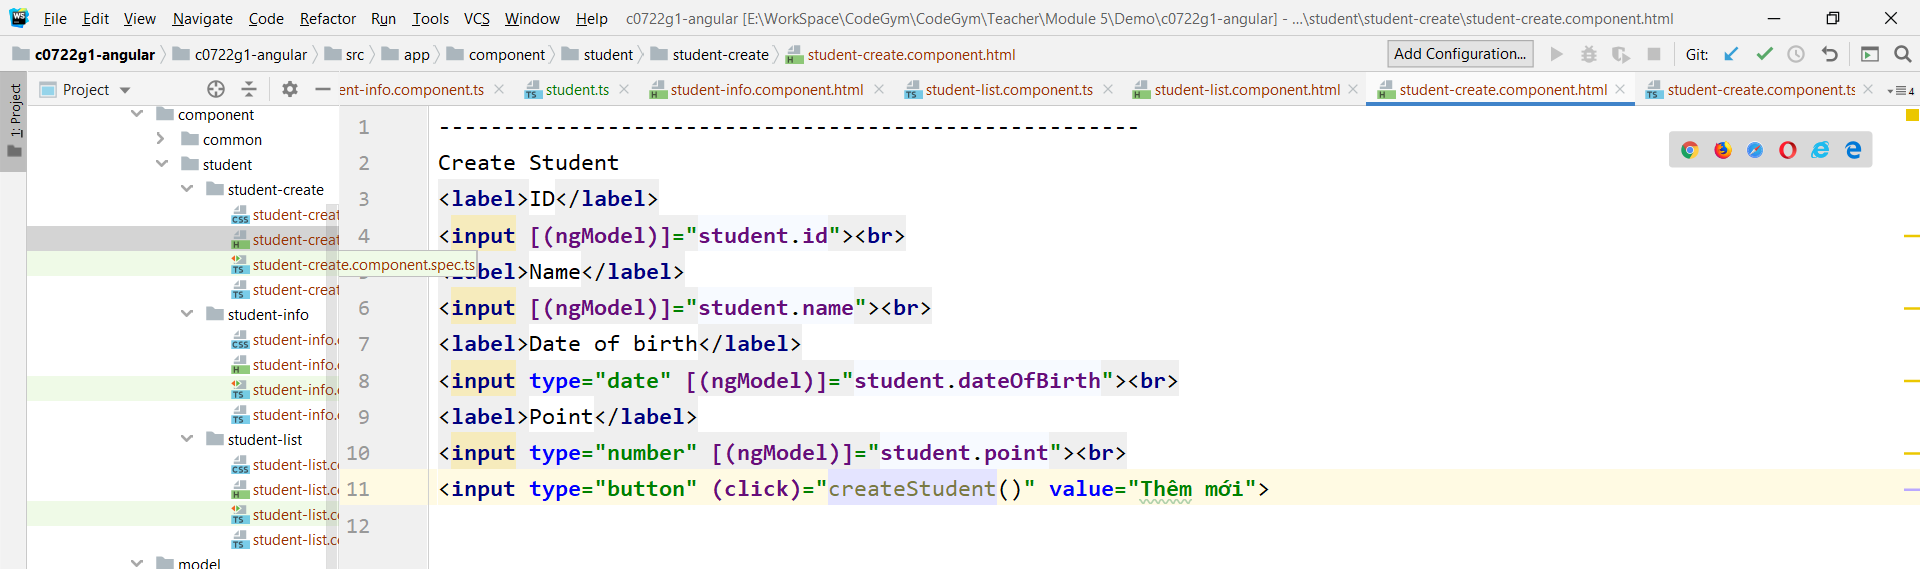 File Edit View Navigate Code Refactor Run Tools VCS Window Help c0722g1-angular [E:\WorkSpace\CodeGym\CodeGym\Teacher\Module 5\Demo\c0722g1-angular] - ...\student\student-create\student-create.component.html
c0722g1-angular c0722g1-angular src app component student student-create student-create.component.html Add Configuration... Git:
Project ent-info.component.ts student.ts student-info.component.html student-list.component.ts student-list.component.html student-create.component.html student-create.component.ts 4
1: Project
component
common
student
student-create
student-creat
student-creat
student-create.component.spec.ts
student-creat
student-info
student-info.
student-info.
student-info.
student-info.
student-list
student-list.c
student-list.c
student-list.c
student-list.c
model
1 ------------------------------------------------------
2 Create Student
3 <label>ID</label>
4 <input [(ngModel)]="student.id"><br>
<label>Name</label>
6 <input [(ngModel)]="student.name"><br>
7 <label>Date of birth</label>
8 <input type="date" [(ngModel)]="student.dateOfBirth"><br>
9 <label>Point</label>
10 <input type="number" [(ngModel)]="student.point"><br>
11 <input type="button" (click)="createStudent()" value="Thêm mới">
12